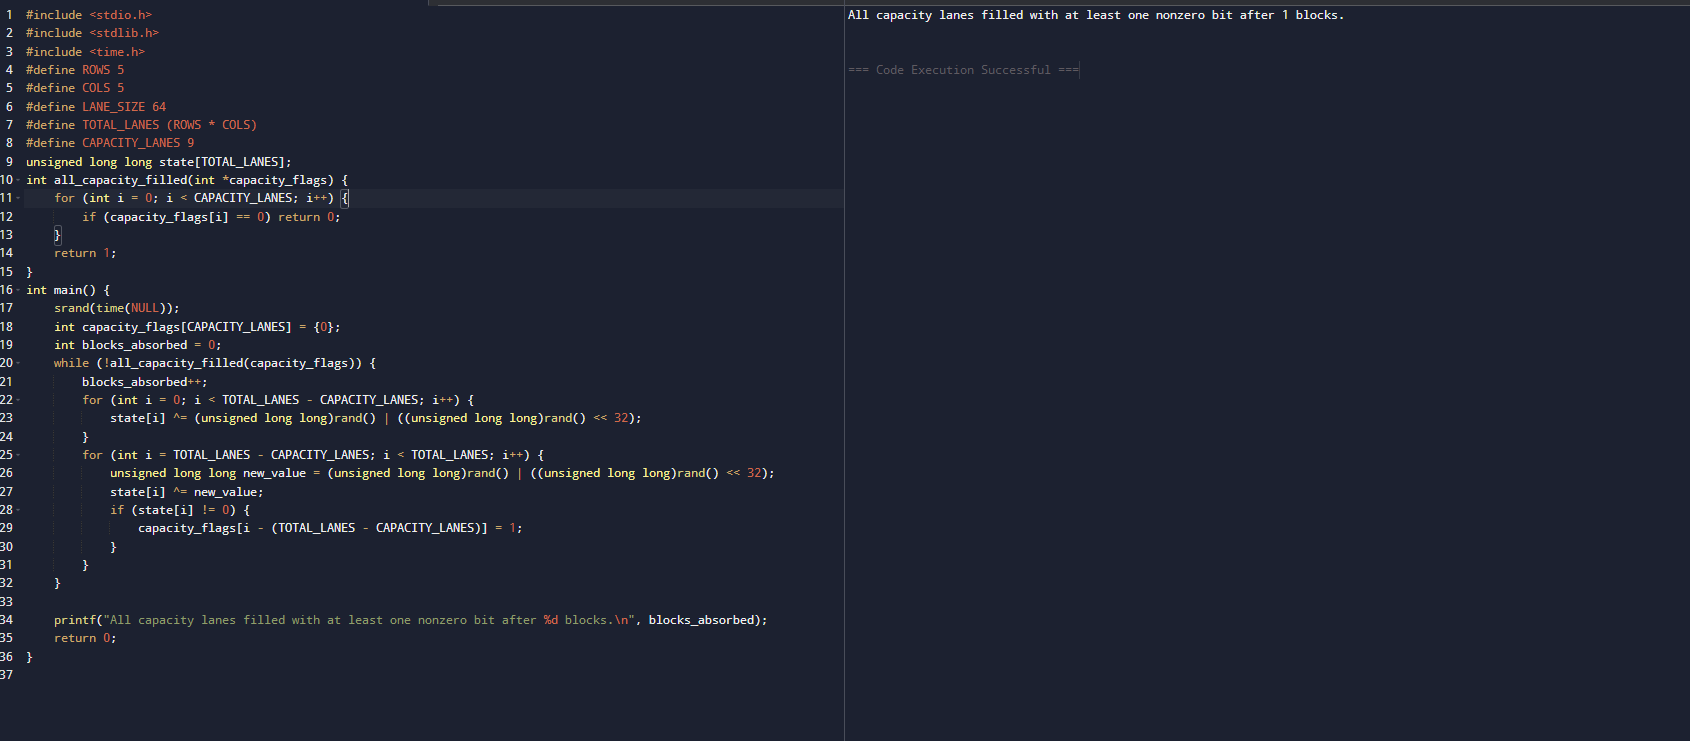 1 #include <stdio.h>
2 #include <stdlib.h>
3 #include <time.h>
4 #define ROWS 5
5 #define COLS 5
6 #define LANE_SIZE 64
7 #define TOTAL_LANES (ROWS * COLS)
8 #define CAPACITY_LANES 9
9 unsigned long long state[TOTAL_LANES];
10 int all_capacity_filled(int *capacity_flags) {
11     for (int i = 0; i < CAPACITY_LANES; i++) {
12         if (capacity_flags[i] == 0) return 0;
13     }
14     return 1;
15 }
16 int main() {
17     srand(time(NULL));
18     int capacity_flags[CAPACITY_LANES] = {0};
19     int blocks_absorbed = 0;
20     while (!all_capacity_filled(capacity_flags)) {
21         blocks_absorbed++;
22         for (int i = 0; i < TOTAL_LANES - CAPACITY_LANES; i++) {
23             state[i] ^= (unsigned long long)rand() | ((unsigned long long)rand() << 32);
24         }
25         for (int i = TOTAL_LANES - CAPACITY_LANES; i < TOTAL_LANES; i++) {
26             unsigned long long new_value = (unsigned long long)rand() | ((unsigned long long)rand() << 32);
27             state[i] ^= new_value;
28             if (state[i] != 0) {
29                 capacity_flags[i - (TOTAL_LANES - CAPACITY_LANES)] = 1;
30             }
31         }
32     }
33
34     printf("All capacity lanes filled with at least one nonzero bit after %d blocks.\n", blocks_absorbed);
35     return 0;
36 }
37
All capacity lanes filled with at least one nonzero bit after 1 blocks.
=== Code Execution Successful ===